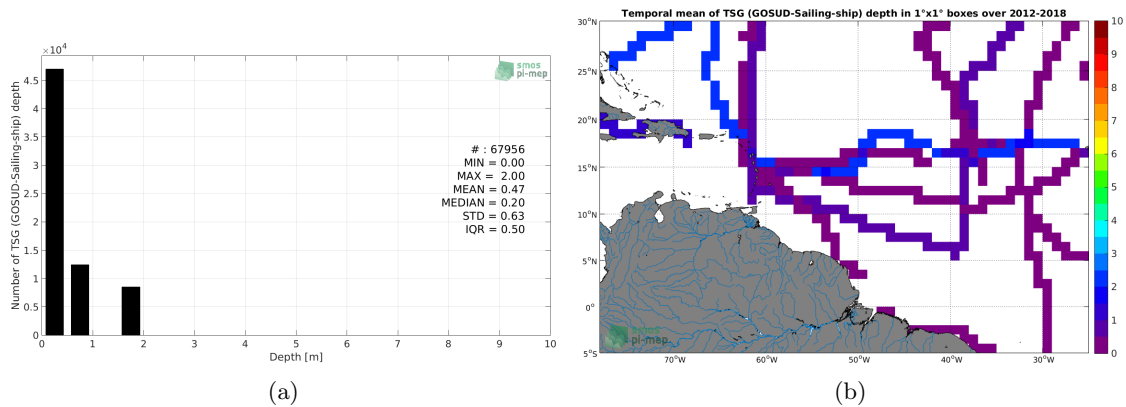 ×10⁴
4.5
4
3.5
3
2.5
2
1.5
1
0.5
0
Number of TSG (GOSUD-Sailing-ship) depth
smos
pi-mep
# : 67956
MIN = 0.00
MAX = 2.00
MEAN = 0.47
MEDIAN = 0.20
STD = 0.63
IQR = 0.50
0 1 2 3 4 5 6 7 8 9 10
Depth [m]
(a)
Temporal mean of TSG (GOSUD-Sailing-ship) depth in 1°x1° boxes over 2012-2018
30°N
25°N
20°N
15°N
10°N
5°N
0°
5°S
70°W 60°W 50°W 40°W 30°W
smos
pi-mep
10
9
8
7
6
5
4
3
2
1
0
(b)